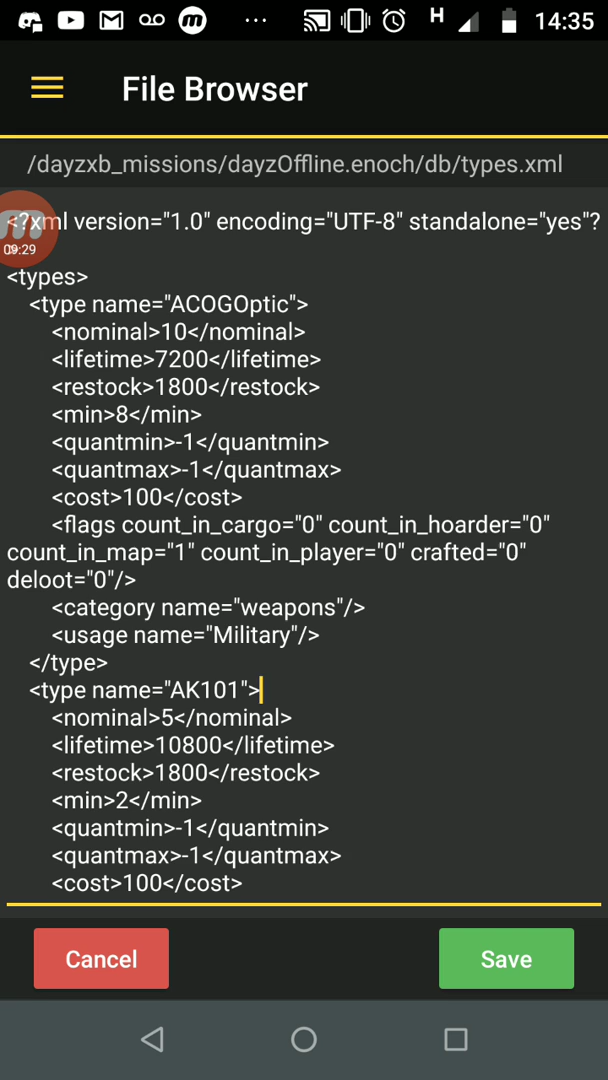 14:35
H
File Browser
/dayzxb_missions/dayzOffline.enoch/db/types.xml
<?xml version="1.0" encoding="UTF-8" standalone="yes"?
09:29
<types>
<type name="ACOGOptic">
<nominal>10</nominal>
<lifetime>7200</lifetime>
<restock>1800</restock>
<min>8</min>
<quantmin>-1</quantmin>
<quantmax>-1</quantmax>
<cost>100</cost>
<flags count_in_cargo="0" count_in_hoarder="0"
count_in_map="1" count_in_player="0" crafted="0"
deloot="0"/>
<category name="weapons"/>
<usage name="Military"/>
</type>
<type name="AK101">
<nominal>5</nominal>
<lifetime>10800</lifetime>
<restock>1800</restock>
<min>2</min>
<quantmin>-1</quantmin>
<quantmax>-1</quantmax>
<cost>100</cost>
Cancel
Save